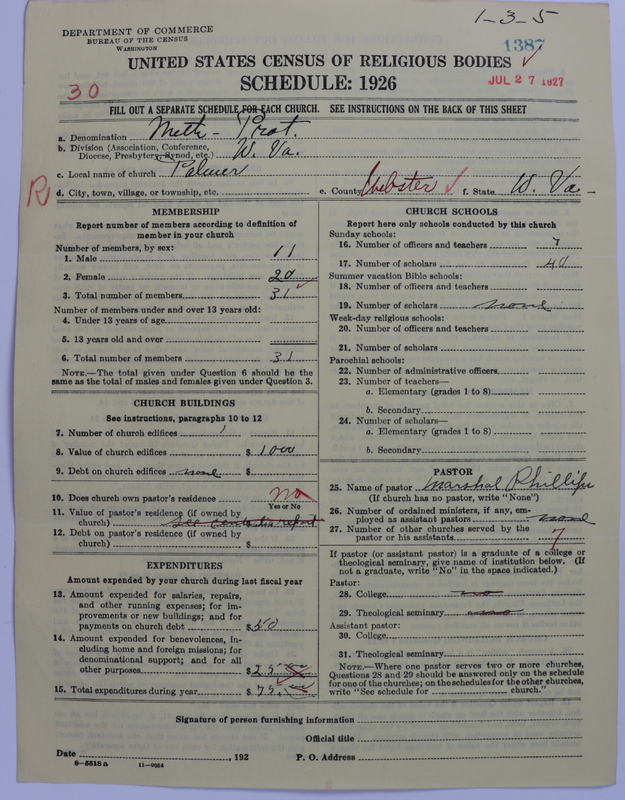 1-3-5
DEPARTMENT OF COMMERCE
BUREAU OF THE CENSUS
WASHINGTON
1387
UNITED STATES CENSUS OF RELIGIOUS BODIES
SCHEDULE: 1926
JUL 27 1927
30
FILL OUT A SEPARATE SCHEDULE FOR EACH CHURCH. SEE INSTRUCTIONS ON THE BACK OF THIS SHEET
a. Denomination Meth- Prot.
b. Division (Association, Conference,
Diocese, Presbytery, Synod, etc.) W. Va.
c. Local name of church Palmer
R
d. City, town, village, or township, etc. e. County Webster f. State W. Va-
MEMBERSHIP
Report number of members according to definition of
member in your church
Number of members, by sex:
1. Male 11
2. Female 20
3. Total number of members 31
Number of members under and over 13 years old:
4. Under 13 years of age
5. 13 years old and over
6. Total number of members 31
NOTE.—The total given under Question 6 should be the
same as the total of males and females given under Question 3.
CHURCH BUILDINGS
See instructions, paragraphs 10 to 12
7. Number of church edifices 1
8. Value of church edifices $ 1000
9. Debt on church edifices none $
10. Does church own pastor's residence no
Yes or No
11. Value of pastor's residence (if owned by
church) See report
12. Debt on pastor's residence (if owned by
church) $
EXPENDITURES
Amount expended by your church during last fiscal year
13. Amount expended for salaries, repairs,
and other running expenses; for im-
provements or new buildings; and for
payments on church debt $50
14. Amount expended for benevolences, in-
cluding home and foreign missions; for
denominational support; and for all
other purposes $25
15. Total expenditures during year $75
CHURCH SCHOOLS
Report here only schools conducted by this church
Sunday schools:
16. Number of officers and teachers 7
17. Number of scholars 40
Summer vacation Bible schools:
18. Number of officers and teachers
19. Number of scholars none
Week-day religious schools:
20. Number of officers and teachers
21. Number of scholars
Parochial schools:
22. Number of administrative officers
23. Number of teachers—
a. Elementary (grades 1 to 8)
b. Secondary
24. Number of scholars—
a. Elementary (grades 1 to 8)
b. Secondary
PASTOR
25. Name of pastor Marshal Phillips
(If church has no pastor, write "None")
26. Number of ordained ministers, if any, em-
ployed as assistant pastors none
27. Number of other churches served by the
pastor or his assistants 7
If pastor (or assistant pastor) is a graduate of a college or
theological seminary, give name of institution below. (If
not a graduate, write "No" in the space indicated.)
Pastor:
28. College no
29. Theological seminary
Assistant pastor:
30. College
31. Theological seminary
NOTE.—Where one pastor serves two or more churches,
Questions 28 and 29 should be answered only on the schedule
for one of the churches; on the schedules for the other churches,
write "See schedule for church."
Signature of person furnishing information
Official title
Date , 192 P. O. Address
8-5518 a 11-9054